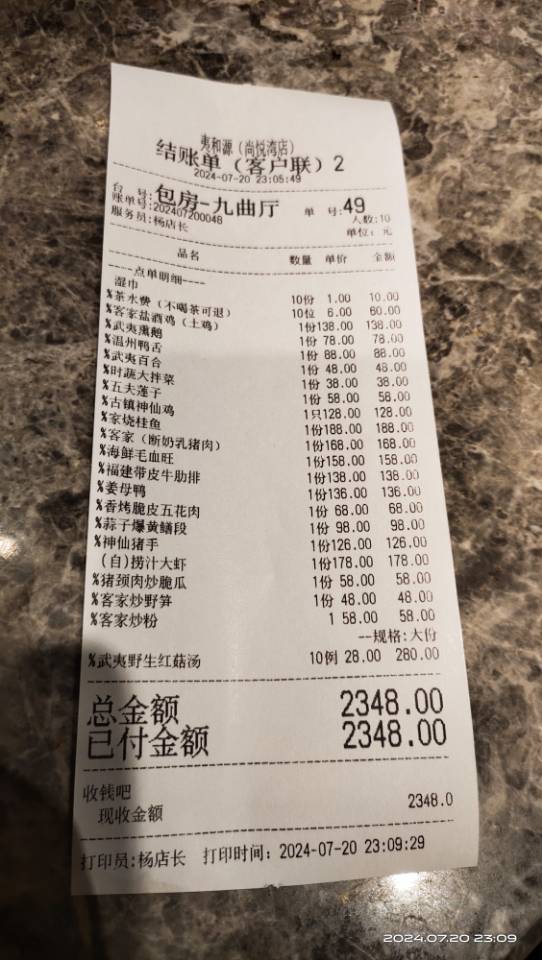 夷和源（尚悦湾店）
结账单（客户联）2
2024-07-20 23:05:49
台 号:包房-九曲厅 单 号:49
账单号:202407200048 人数:10
服务员:杨店长 单位: 元
品名 数量 单价 金额
----点单明细----
湿巾 10份 1.00 10.00
%茶水费（不喝茶可退） 10位 6.00 60.00
%客家盐酒鸡（土鸡） 1份138.00 138.00
%武夷熏鹅 1份 78.00 78.00
%温州鸭舌 1份 88.00 88.00
%武夷百合 1份 48.00 48.00
%时蔬大拌菜 1份 38.00 38.00
%五夫莲子 1份 58.00 58.00
%古镇神仙鸡 1只128.00 128.00
%家烧桂鱼 1份188.00 188.00
%客家（断奶乳猪肉） 1份168.00 168.00
%海鲜毛血旺 1份158.00 158.00
%福建带皮牛肋排 1份138.00 138.00
%姜母鸭 1份136.00 136.00
%香烤脆皮五花肉 1份 68.00 68.00
%蒜子爆黄鳝段 1份 98.00 98.00
%神仙猪手 1份126.00 126.00
(自)捞汁大虾 1份178.00 178.00
%猪颈肉炒脆瓜 1份 58.00 58.00
%客家炒野笋 1份 48.00 48.00
%客家炒粉 1 58.00 58.00
--规格:大份
%武夷野生红菇汤 10例 28.00 280.00
总金额 2348.00
已付金额 2348.00
收钱吧
现收金额 2348.0
打印员:杨店长 打印时间: 2024-07-20 23:09:29
2024.07.20 23:09